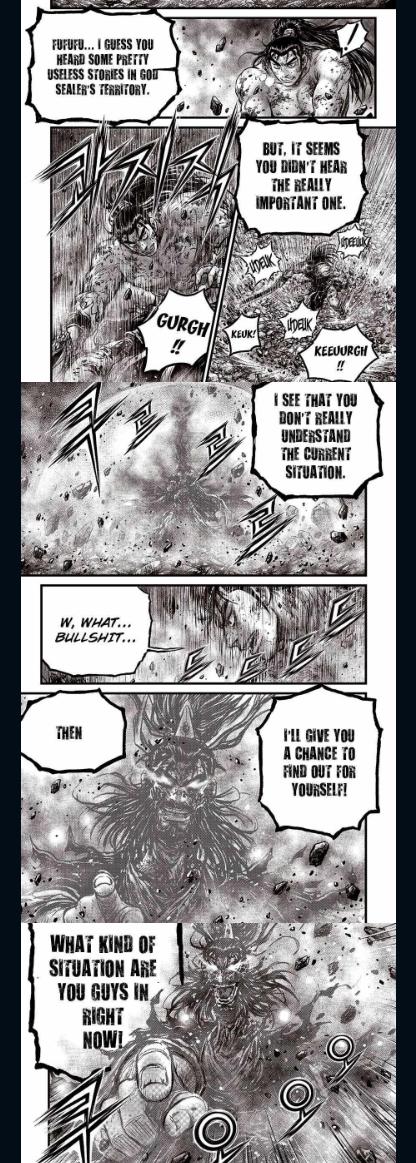 FUFUFU... I GUESS YOU
HEARD SOME PRETTY
USELESS STORIES IN GOD
SEALER'S TERRITORY.
!
BUT, IT SEEMS
YOU DIDN'T HEAR
THE REALLY
IMPORTANT ONE.
UDEEUK
UDEUK
UDEUK
KEUK!
GURGH
!!
KEEUURGH
!!
I SEE THAT YOU
DON'T REALLY
UNDERSTAND
THE CURRENT
SITUATION.
W, WHAT...
BULLSHIT...
THEN
I'LL GIVE YOU
A CHANCE TO
FIND OUT FOR
YOURSELF!
WHAT KIND OF
SITUATION ARE
YOU GUYS IN
RIGHT
NOW!